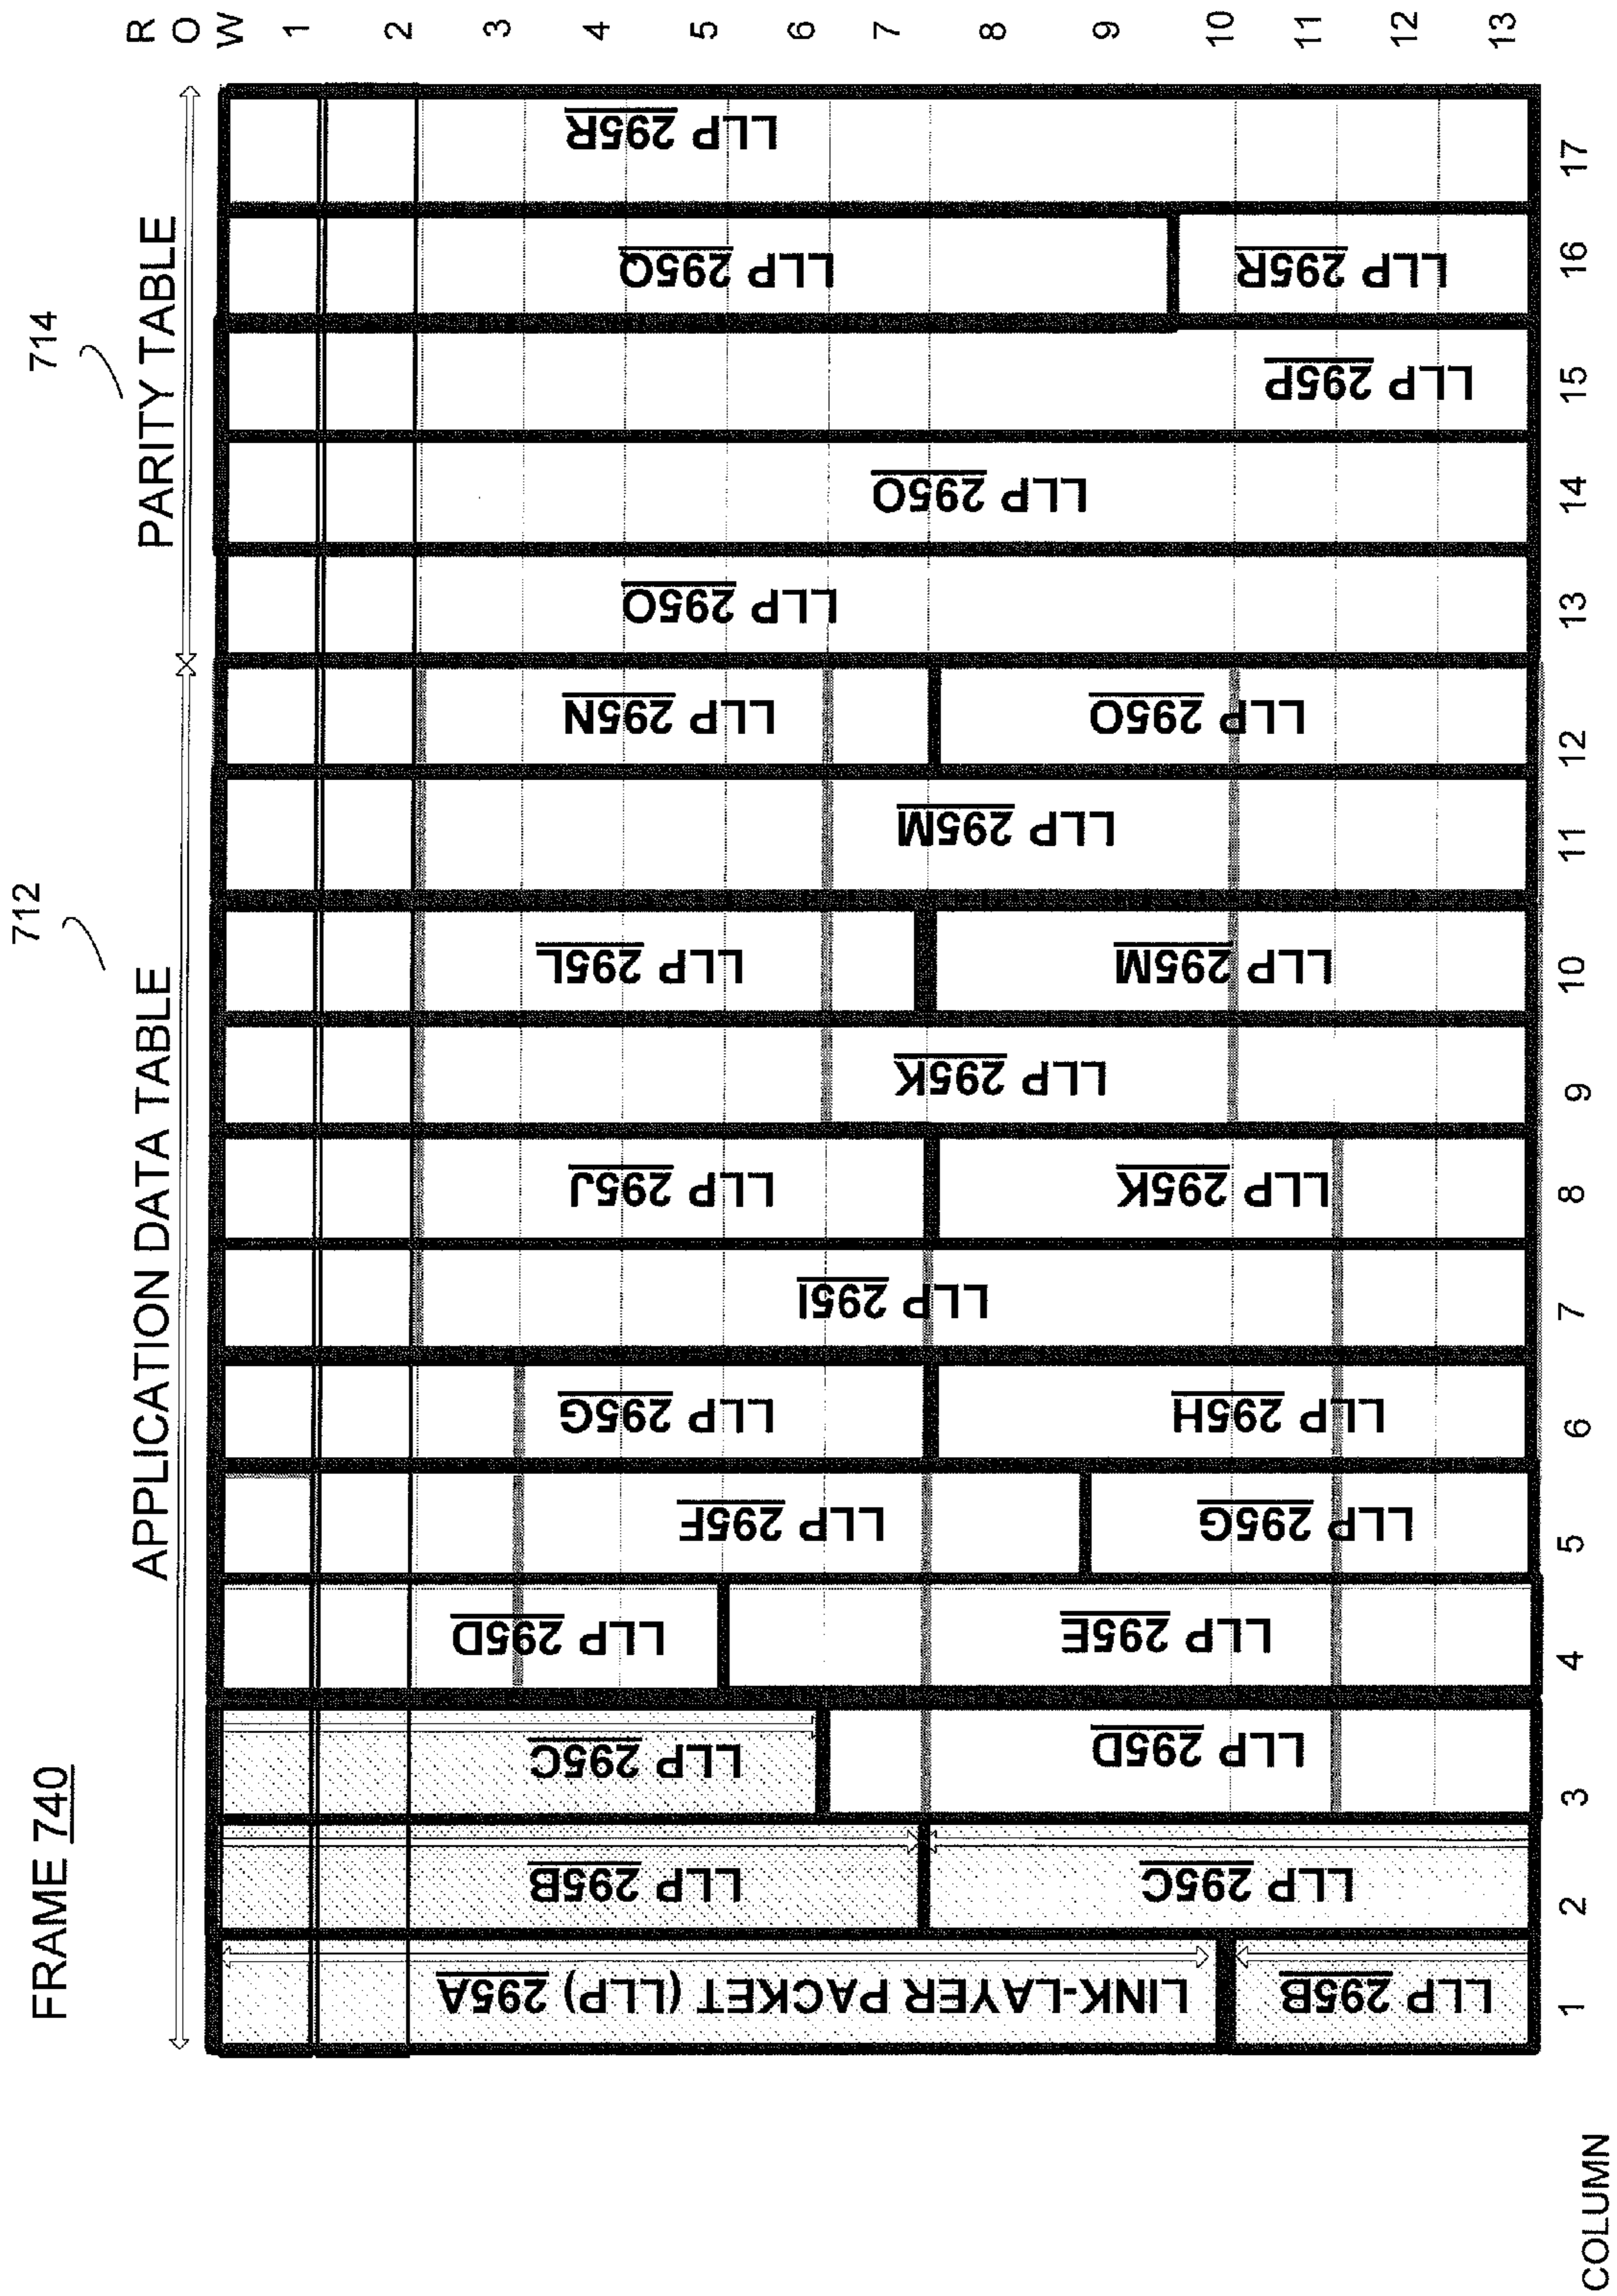 FRAME 740
712
714
APPLICATION DATA TABLE
PARITY TABLE
ROW
1
2
3
4
5
6
7
8
9
10
11
12
13
LINK-LAYER PACKET (LLP) 295A
LLP 295B
LLP 295B
LLP 295C
LLP 295C
LLP 295D
LLP 295D
LLP 295E
LLP 295F
LLP 295G
LLP 295G
LLP 295H
LLP 295I
LLP 295J
LLP 295K
LLP 295K
LLP 295L
LLP 295M
LLP 295M
LLP 295N
LLP 295O
LLP 295O
LLP 295O
LLP 295P
LLP 295Q
LLP 295R
LLP 295R
COLUMN 1 2 3 4 5 6 7 8 9 10 11 12 13 14 15 16 17